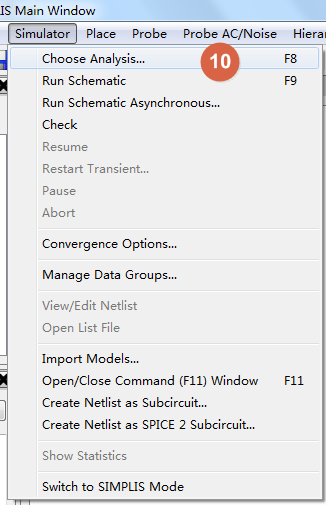 LIS Main Window
Simulator Place Probe Probe AC/Noise Hierar
Choose Analysis... 10 F8
Run Schematic F9
Run Schematic Asynchronous...
Check
Resume
Restart Transient...
Pause
Abort
Convergence Options...
Manage Data Groups...
View/Edit Netlist
Open List File
Import Models...
Open/Close Command (F11) Window F11
Create Netlist as Subcircuit...
Create Netlist as SPICE 2 Subcircuit...
Show Statistics
Switch to SIMPLIS Mode